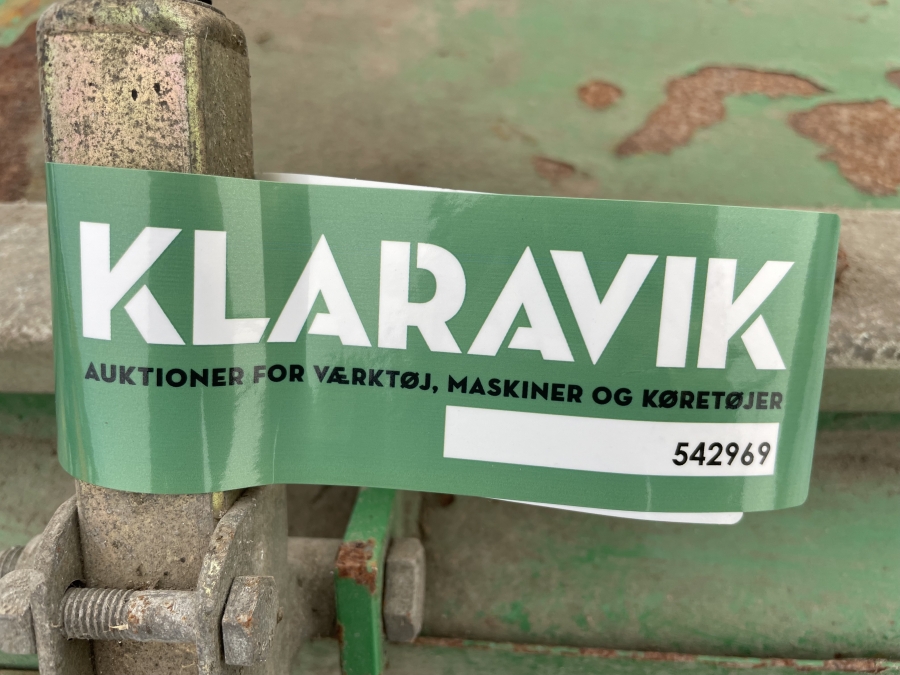 KLARAVIK
AUKTIONER FOR VÆRKTØJ, MASKINER OG KØRETØJER
542969